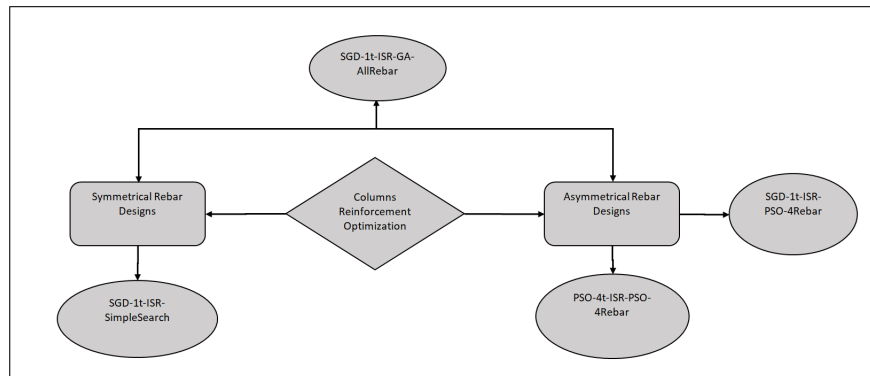 SGD-1t-ISR-GA-
AllRebar
Symmetrical Rebar
Designs
Columns
Reinforcement
Optimization
Asymmetrical Rebar
Designs
SGD-1t-ISR-
PSO-4Rebar
SGD-1t-ISR-
SimpleSearch
PSO-4t-ISR-PSO-
4Rebar